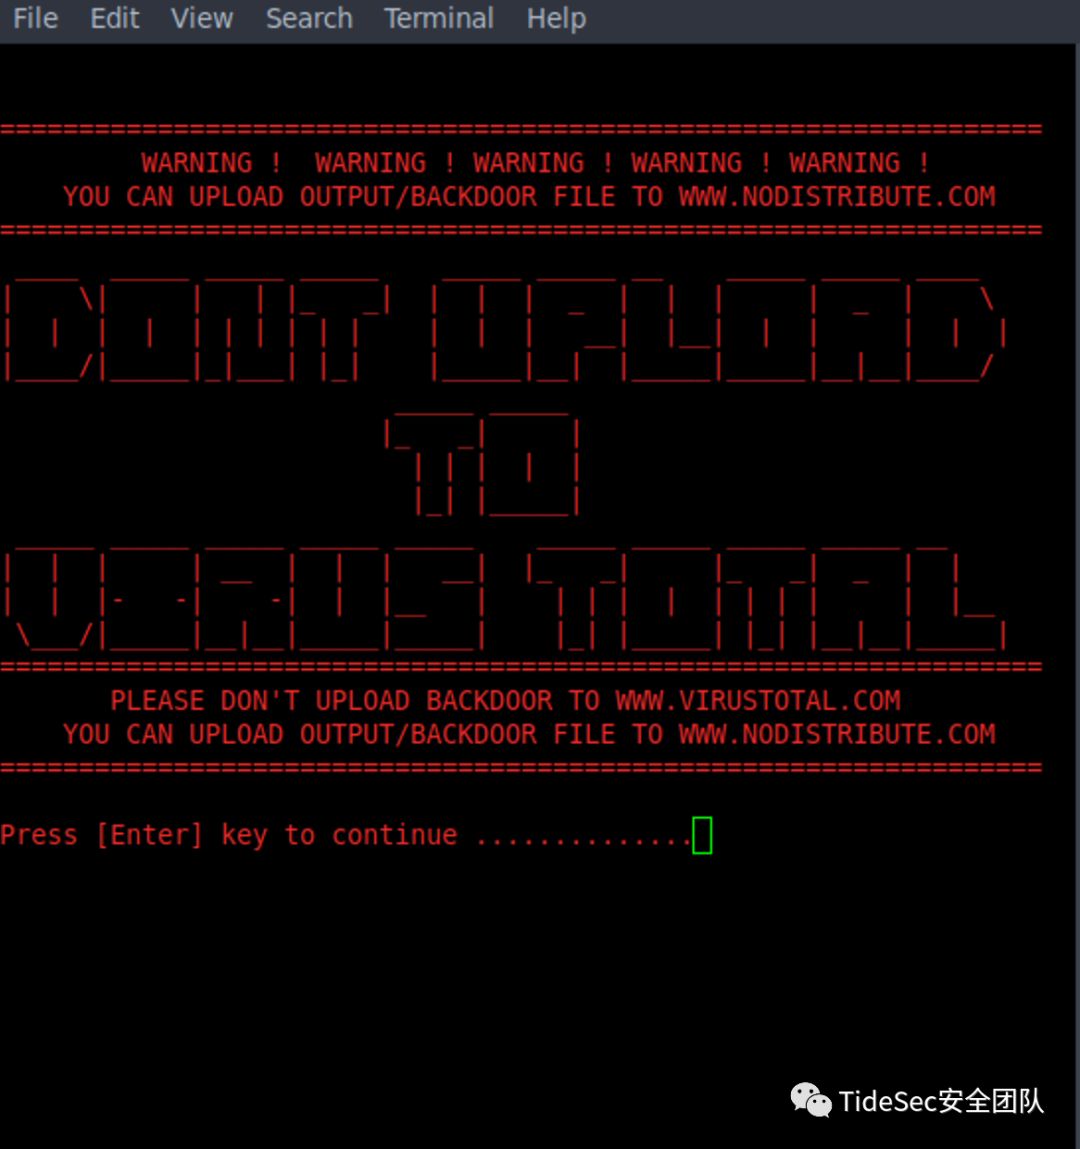 File Edit View Search Terminal Help
==================================================================
WARNING !  WARNING ! WARNING ! WARNING ! WARNING !
YOU CAN UPLOAD OUTPUT/BACKDOOR FILE TO WWW.NODISTRIBUTE.COM
==================================================================
DONT UPLOAD
TO
VIRUS TOTAL
==================================================================
PLEASE DON'T UPLOAD BACKDOOR TO WWW.VIRUSTOTAL.COM
YOU CAN UPLOAD OUTPUT/BACKDOOR FILE TO WWW.NODISTRIBUTE.COM
==================================================================
Press [Enter] key to continue ..............
TideSec安全团队